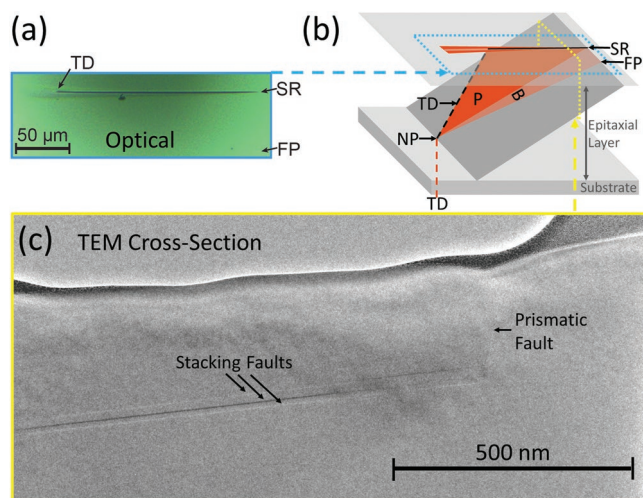 (a)
TD
SR
50 µm
Optical
FP
(b)
SR
FP
TD
P
B
NP
Epitaxial
Layer
Substrate
TD
(c)
TEM Cross-Section
Prismatic
Fault
Stacking Faults
500 nm